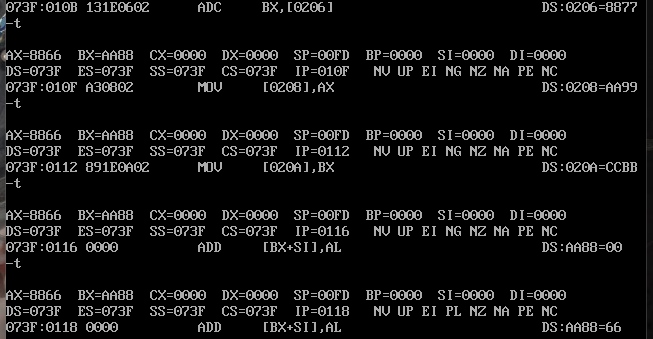 073F:010B 131E0602      ADC     BX,[0206]                          DS:0206=8877
-t
AX=8866  BX=AA88  CX=0000  DX=0000  SP=00FD  BP=0000  SI=0000  DI=0000
DS=073F  ES=073F  SS=073F  CS=073F  IP=010F   NV UP EI NG NZ NA PE NC
073F:010F A30802        MOV     [0208],AX                          DS:0208=AA99
-t
AX=8866  BX=AA88  CX=0000  DX=0000  SP=00FD  BP=0000  SI=0000  DI=0000
DS=073F  ES=073F  SS=073F  CS=073F  IP=0112   NV UP EI NG NZ NA PE NC
073F:0112 891E0A02      MOV     [020A],BX                          DS:020A=CCBB
-t
AX=8866  BX=AA88  CX=0000  DX=0000  SP=00FD  BP=0000  SI=0000  DI=0000
DS=073F  ES=073F  SS=073F  CS=073F  IP=0116   NV UP EI NG NZ NA PE NC
073F:0116 0000          ADD     [BX+SI],AL                         DS:AA88=00
-t
AX=8866  BX=AA88  CX=0000  DX=0000  SP=00FD  BP=0000  SI=0000  DI=0000
DS=073F  ES=073F  SS=073F  CS=073F  IP=0118   NV UP EI PL NZ NA PE NC
073F:0118 0000          ADD     [BX+SI],AL                         DS:AA88=66